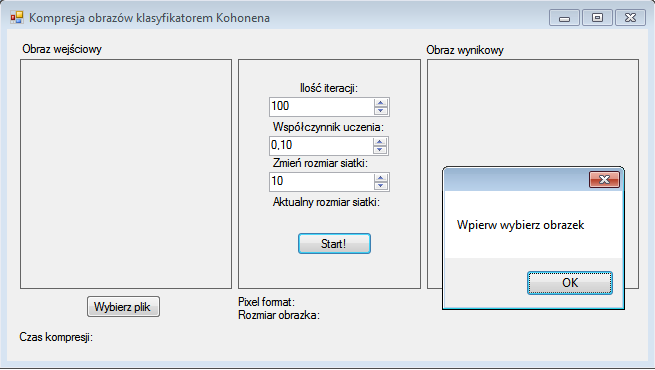 Kompresja obrazów klasyfikatorem Kohonena
Obraz wejściowy
Obraz wynikowy
Ilość iteracji:
100
Współczynnik uczenia:
0,10
Zmień rozmiar siatki:
10
Aktualny rozmiar siatki:
Start!
Wpierw wybierz obrazek
OK
Wybierz plik
Pixel format:
Rozmiar obrazka:
Czas kompresji: